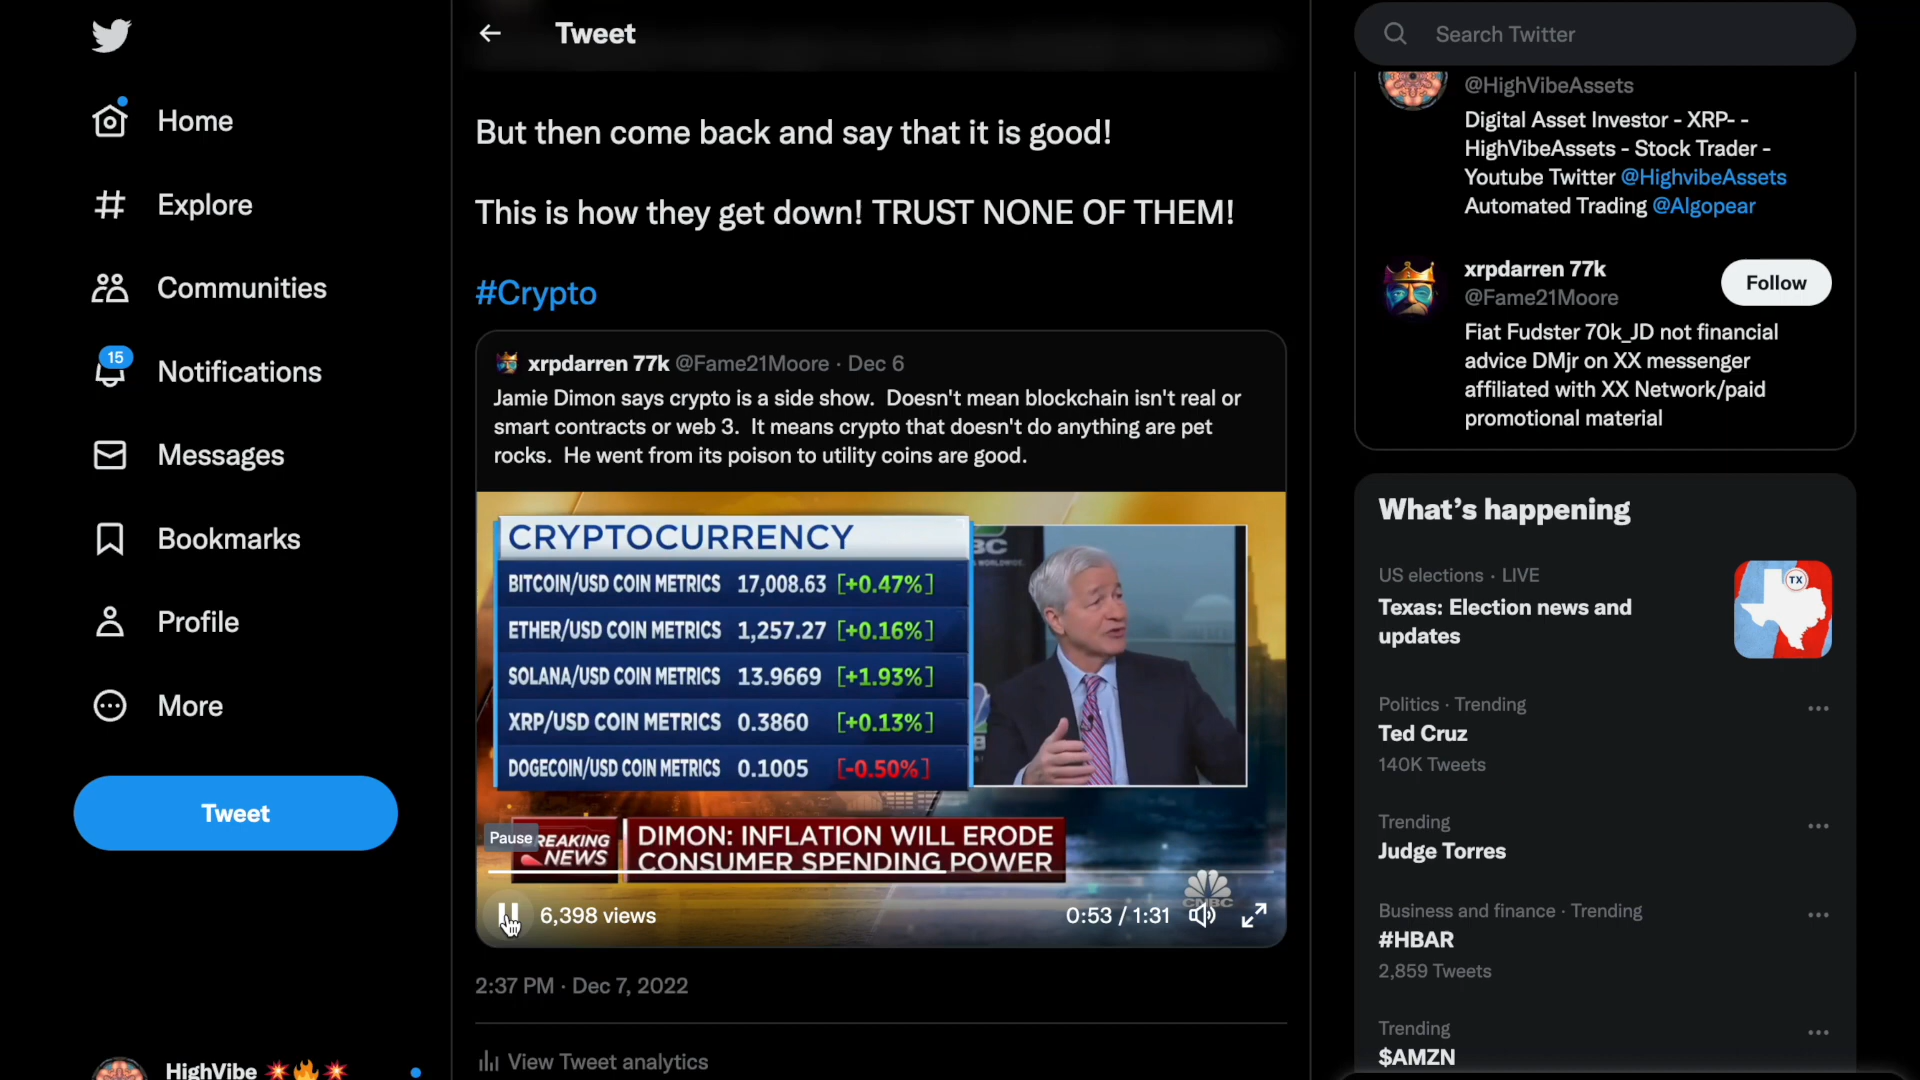 Home
Explore
Communities
15
Notifications
Messages
Bookmarks
Profile
More
Tweet
HighVibe
Tweet
But then come back and say that it is good!
This is how they get down! TRUST NONE OF THEM!
#Crypto
xrpdarren 77k @Fame21Moore · Dec 6
Jamie Dimon says crypto is a side show.  Doesn't mean blockchain isn't real or
smart contracts or web 3.  It means crypto that doesn't do anything are pet
rocks.  He went from its poison to utility coins are good.
CRYPTOCURRENCY
BITCOIN/USD COIN METRICS 17,008.63 [+0.47%]
ETHER/USD COIN METRICS 1,257.27 [+0.16%]
SOLANA/USD COIN METRICS 13.9669 [+1.93%]
XRP/USD COIN METRICS 0.3860 [+0.13%]
DOGECOIN/USD COIN METRICS 0.1005 [-0.50%]
Pause
REAKING
NEWS
DIMON: INFLATION WILL ERODE
CONSUMER SPENDING POWER
CNBC
6,398 views
0:53 / 1:31
2:37 PM · Dec 7, 2022
View Tweet analytics
Search Twitter
@HighVibeAssets
Digital Asset Investor - XRP- -
HighVibeAssets - Stock Trader -
Youtube Twitter @HighvibeAssets
Automated Trading @Algopear
xrpdarren 77k
@Fame21Moore
Follow
Fiat Fudster 70k_JD not financial
advice DMjr on XX messenger
affiliated with XX Network/paid
promotional material
What's happening
US elections · LIVE
Texas: Election news and
updates
TX
Politics · Trending
Ted Cruz
140K Tweets
Trending
Judge Torres
Business and finance · Trending
#HBAR
2,859 Tweets
Trending
$AMZN